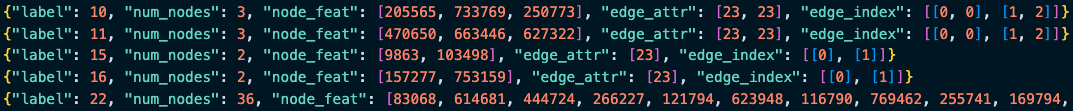 {"label": 10, "num_nodes": 3, "node_feat": [205565, 733769, 250773], "edge_attr": [23, 23], "edge_index": [[0, 0], [1, 2]]}
{"label": 11, "num_nodes": 3, "node_feat": [470650, 663446, 627322], "edge_attr": [23, 23], "edge_index": [[0, 0], [1, 2]]}
{"label": 15, "num_nodes": 2, "node_feat": [9863, 103498], "edge_attr": [23], "edge_index": [[0], [1]]}
{"label": 16, "num_nodes": 2, "node_feat": [157277, 753159], "edge_attr": [23], "edge_index": [[0], [1]]}
{"label": 22, "num_nodes": 36, "node_feat": [83068, 614681, 444724, 266227, 121794, 623948, 116790, 769462, 255741, 169794,